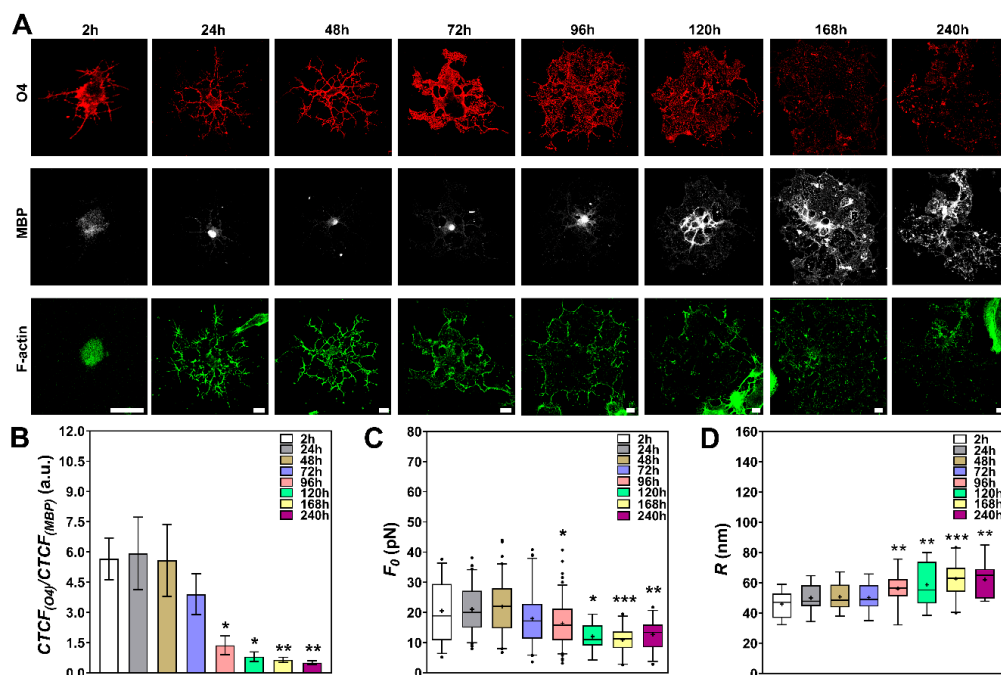 A
2h 24h 48h 72h 96h 120h 168h 240h
O4
MBP
F-actin
B
CTCF(O4)/CTCF(MBP) (a.u.)
12.0
10.5
9.0
7.5
6.0
4.5
3.0
1.5
0.0
2h
24h
48h
72h
96h
120h
168h
240h
* * ** **
C
F0 (pN)
80
70
60
50
40
30
20
10
0
2h
24h
48h
72h
96h
120h
168h
240h
* * *** **
D
R (nm)
160
140
120
100
80
60
40
20
0
2h
24h
48h
72h
96h
120h
168h
240h
** ** *** **